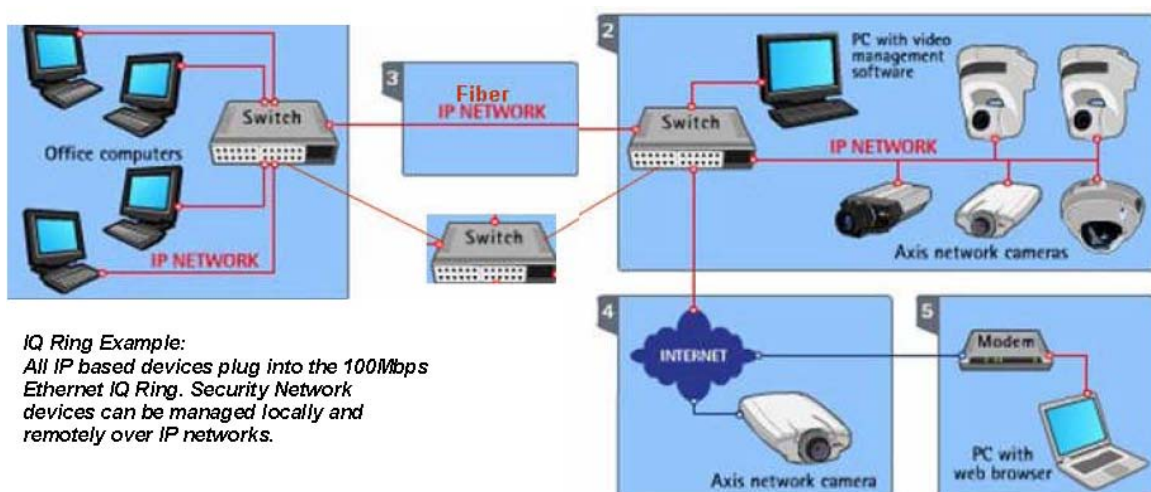 Office computers
Switch
IP NETWORK
3
Fiber
IP NETWORK
Switch
2
PC with video
management
software
Switch
IP NETWORK
Axis network cameras
4
INTERNET
Axis network camera
5
Modem
PC with
web browser
IQ Ring Example:
All IP based devices plug into the 100Mbps
Ethernet IQ Ring. Security Network
devices can be managed locally and
remotely over IP networks.